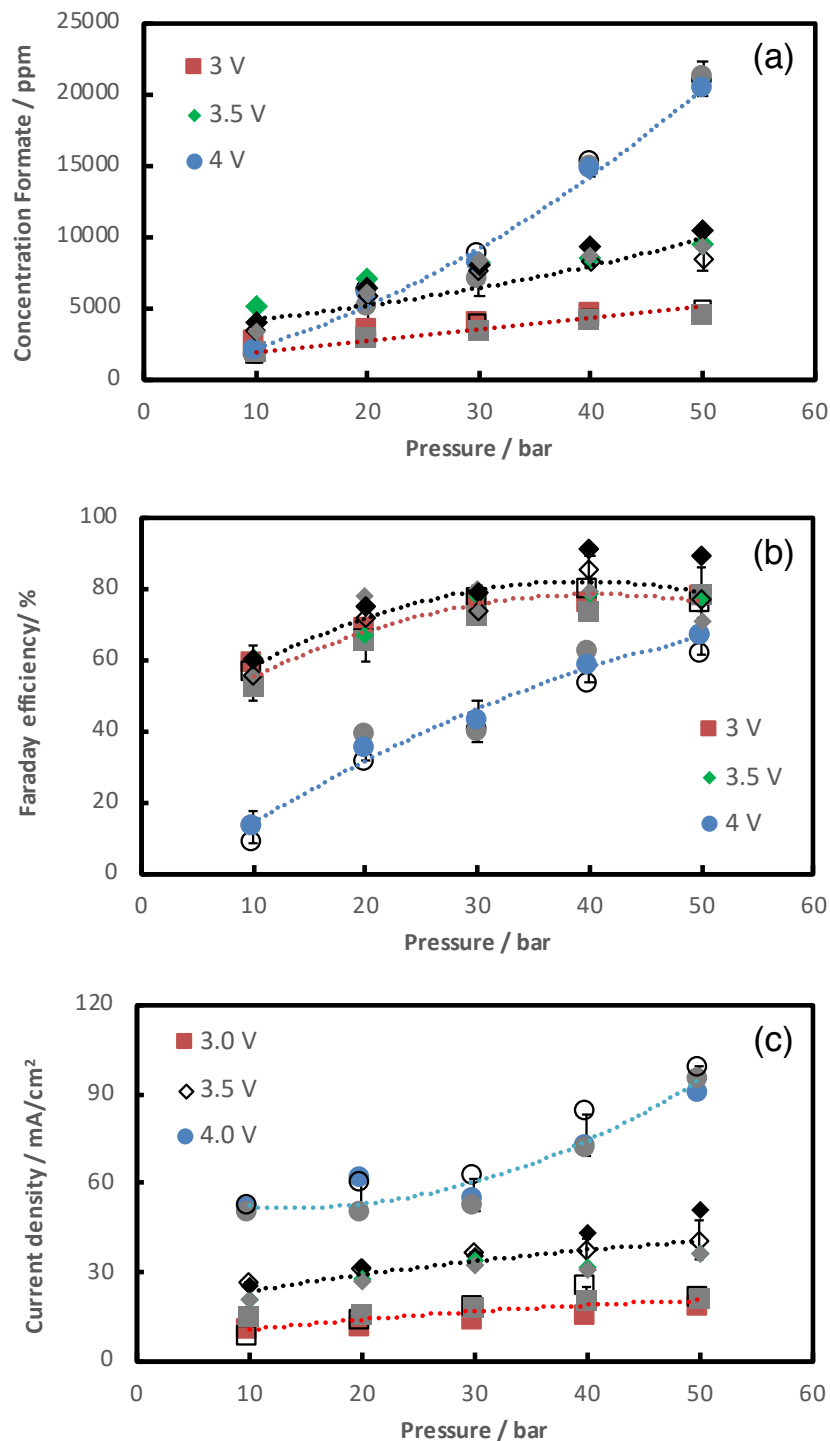 (a)
Concentration Formate / ppm
25000
20000
15000
10000
5000
0
3 V
3.5 V
4 V
0 10 20 30 40 50 60
Pressure / bar
(b)
Faraday efficiency/ %
100
80
60
40
20
0
3 V
3.5 V
4 V
0 10 20 30 40 50 60
Pressure / bar
(c)
Current density / mA/cm²
120
90
60
30
0
3.0 V
3.5 V
4.0 V
0 10 20 30 40 50 60
Pressure / bar